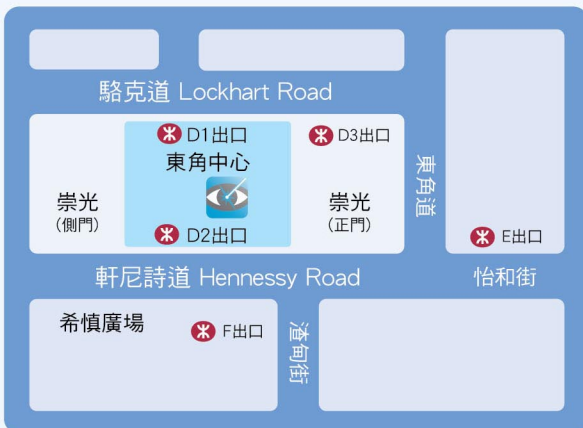 駱克道 Lockhart Road
D1出口
D3出口
東角中心
東角道
崇光
(側門)
崇光
(正門)
D2出口
E出口
軒尼詩道 Hennessy Road
怡和街
希慎廣場
F出口
渣甸街